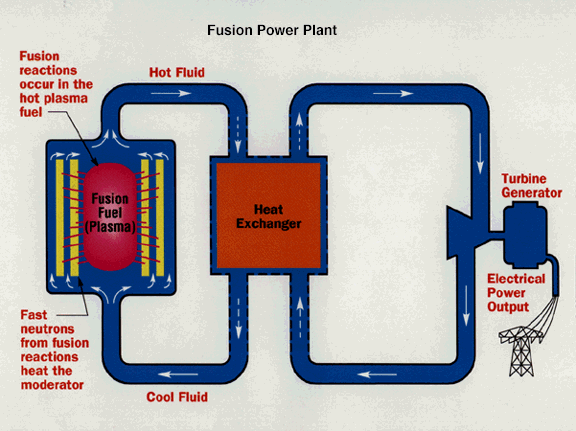 Fusion Power Plant
Fusion
reactions
occur in the
hot plasma
fuel
Hot Fluid
Fusion
Fuel
(Plasma)
Heat
Exchanger
Turbine
Generator
Electrical
Power
Output
Fast
neutrons
from fusion
reactions
heat the
moderator
Cool Fluid